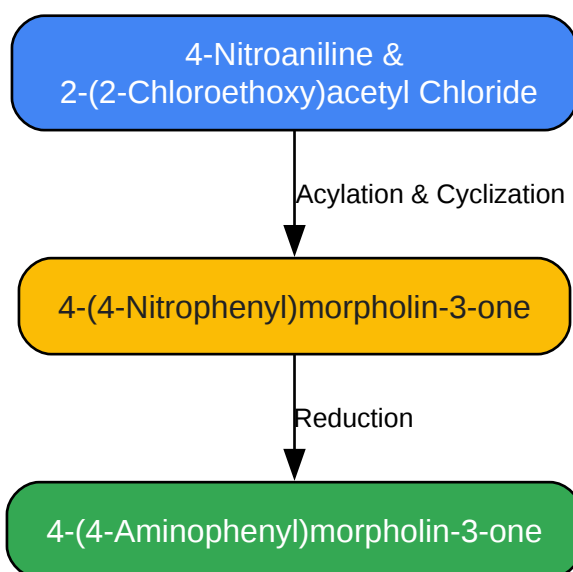 4-Nitroaniline &
2-(2-Chloroethoxy)acetyl Chloride
Acylation & Cyclization
4-(4-Nitrophenyl)morpholin-3-one
Reduction
4-(4-Aminophenyl)morpholin-3-one